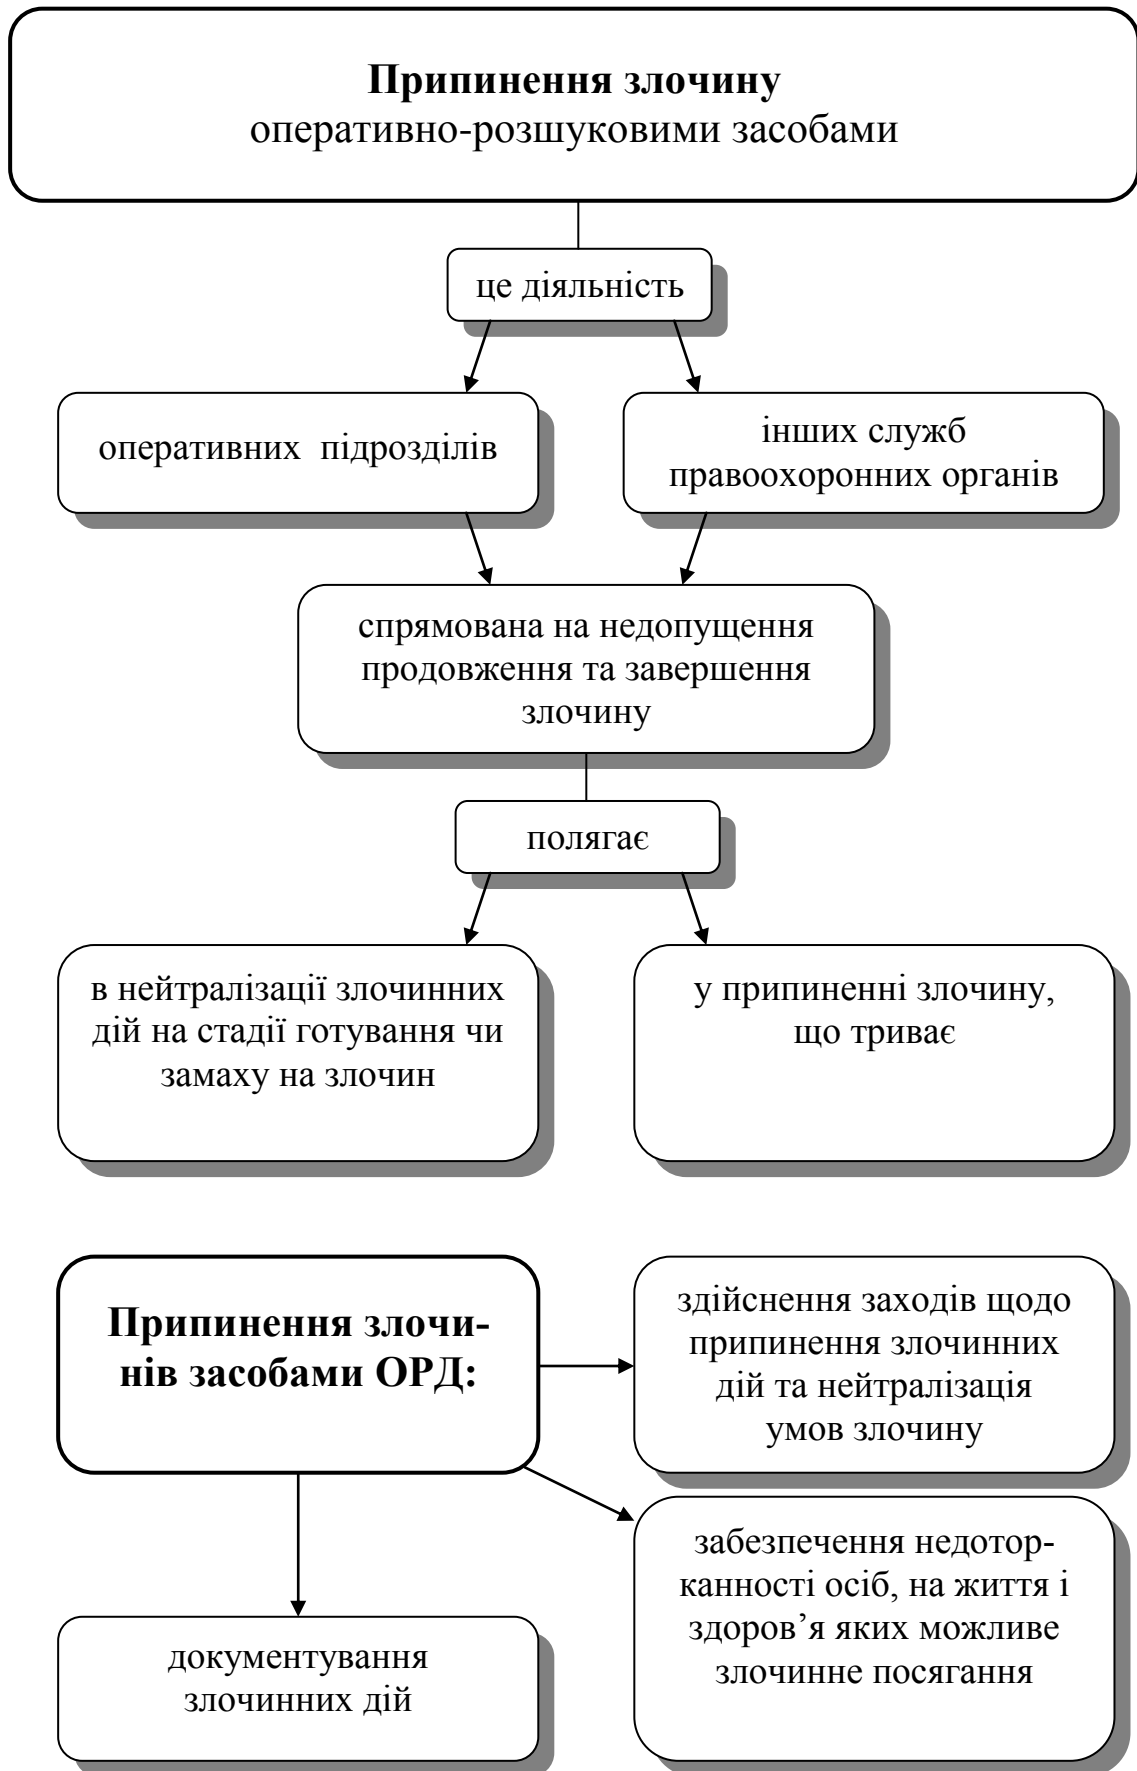 Припинення злочину
оперативно-розшуковими засобами
це діяльність
оперативних підрозділів
інших служб
правоохоронних органів
спрямована на недопущення
продовження та завершення
злочину
полягає
в нейтралізації злочинних
дій на стадії готування чи
замаху на злочин
у припиненні злочину,
що триває
Припинення злочи-
нів засобами ОРД:
здійснення заходів щодо
припинення злочинних
дій та нейтралізація
умов злочину
забезпечення недотор-
канності осіб, на життя і
здоров’я яких можливе
злочинне посягання
документування
злочинних дій